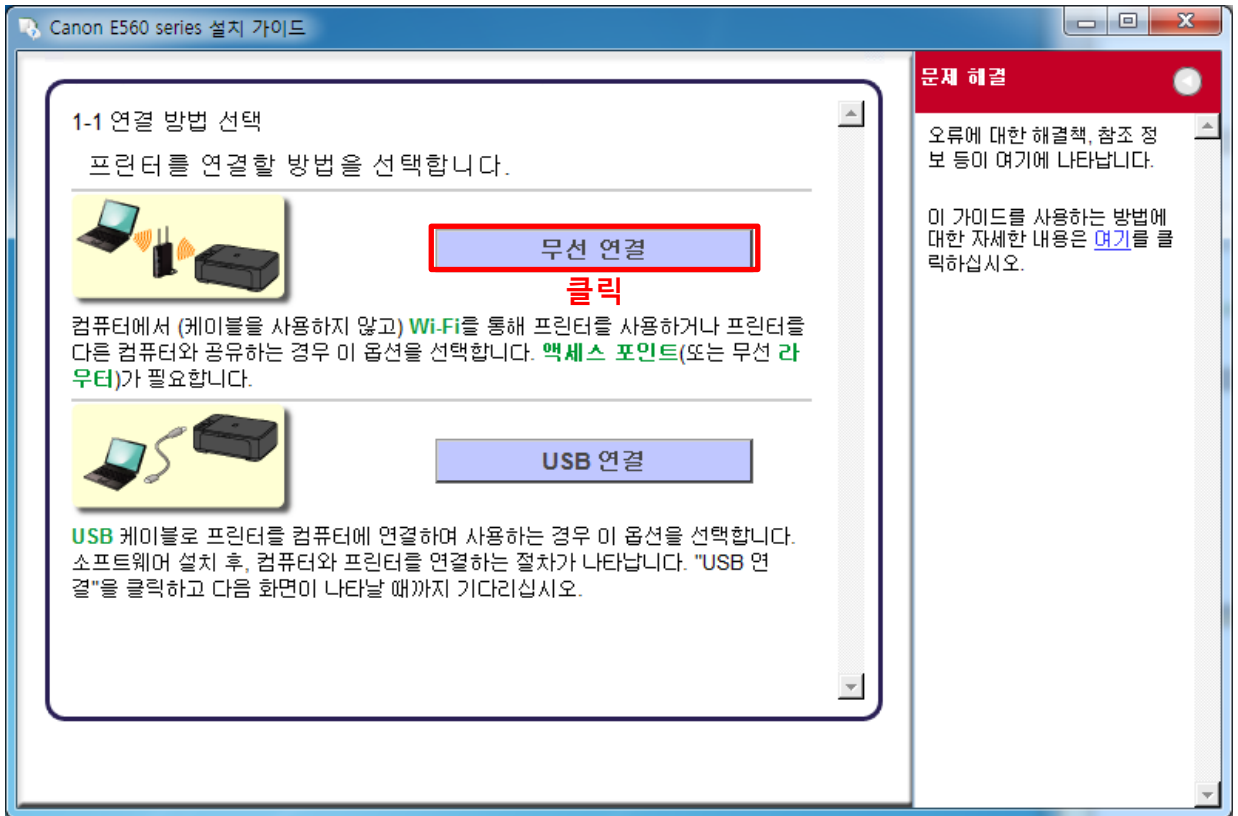 Canon E560 series 설치 가이드
1-1 연결 방법 선택
프린터를 연결할 방법을 선택합니다.
무선 연결
클릭
컴퓨터에서 (케이블을 사용하지 않고) Wi-Fi를 통해 프린터를 사용하거나 프린터를
다른 컴퓨터와 공유하는 경우 이 옵션을 선택합니다. 액세스 포인트(또는 무선 라
우터)가 필요합니다.
USB 연결
USB 케이블로 프린터를 컴퓨터에 연결하여 사용하는 경우 이 옵션을 선택합니다.
소프트웨어 설치 후, 컴퓨터와 프린터를 연결하는 절차가 나타납니다. "USB 연
결"을 클릭하고 다음 화면이 나타날 때까지 기다리십시오.
문제 해결
오류에 대한 해결책, 참조 정
보 등이 여기에 나타납니다.
이 가이드를 사용하는 방법에
대한 자세한 내용은 여기를 클
릭하십시오.